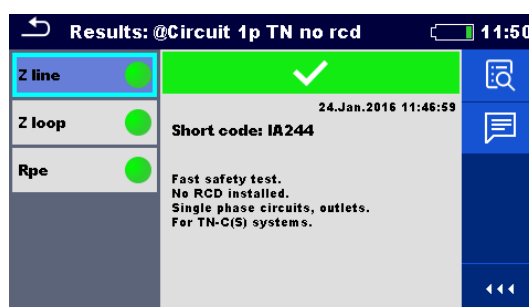 Results: @Circuit 1p TN no rcd
11:50
Z line
Z loop
Rpe
24.Jan.2016 11:46:59
Short code: IA244
Fast safety test.
No RCD installed.
Single phase circuits, outlets.
For TN-C(S) systems.